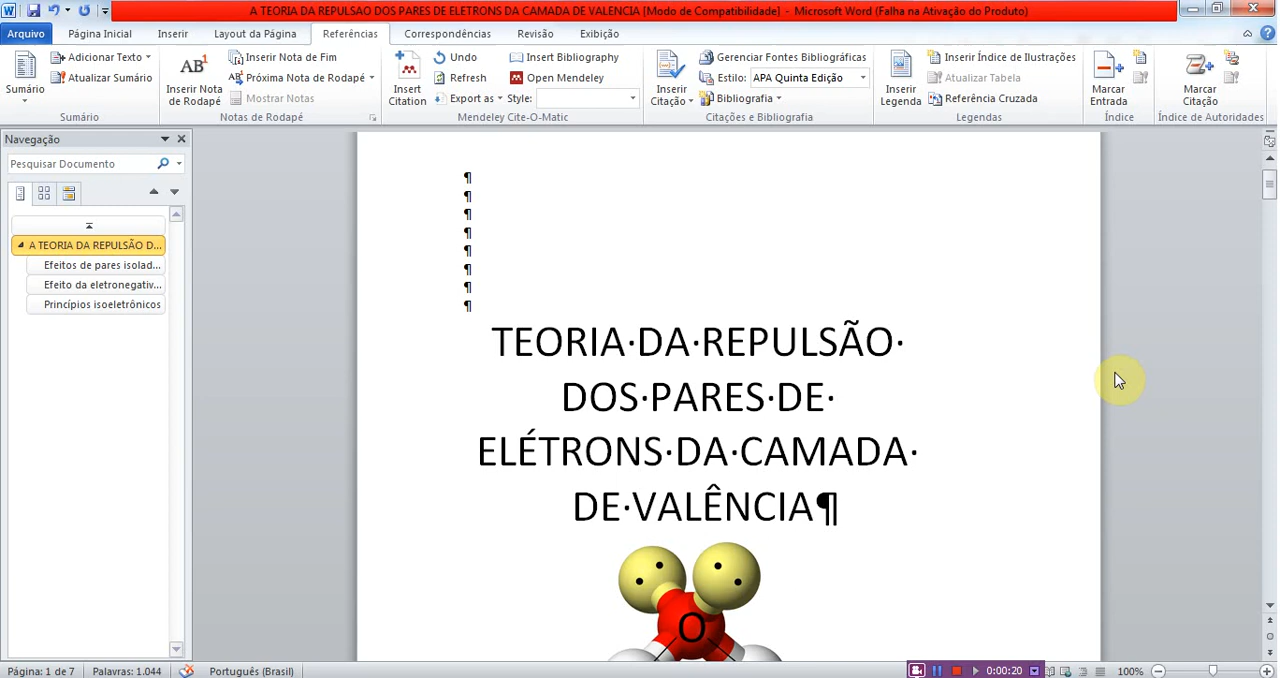 A TEORIA DA REPULSAO DOS PARES DE ELETRONS DA CAMADA DE VALENCIA [Modo de Compatibilidade] - Microsoft Word (Falha na Ativação do Produto)
Arquivo Página Inicial Inserir Layout da Página Referências Correspondências Revisão Exibição
Sumário
Adicionar Texto
Atualizar Sumário
Sumário
AB¹
Inserir Nota de Rodapé
Inserir Nota de Fim
Próxima Nota de Rodapé
Mostrar Notas
Notas de Rodapé
Insert Citation
Undo
Refresh
Export as
Insert Bibliography
Open Mendeley
Style:
Mendeley Cite-O-Matic
Inserir Citação
Gerenciar Fontes Bibliográficas
Estilo: APA Quinta Edição
Bibliografia
Citações e Bibliografia
Inserir Legenda
Inserir Índice de Ilustrações
Atualizar Tabela
Referência Cruzada
Legendas
Marcar Entrada
Índice
Marcar Citação
Índice de Autoridades
Navegação
Pesquisar Documento
A TEORIA DA REPULSÃO D...
Efeitos de pares isolad...
Efeito da eletronegativ...
Princípios isoeletrônicos
¶
¶
¶
¶
¶
¶
¶
¶
TEORIA·DA·REPULSÃO·
DOS·PARES·DE·
ELÉTRONS·DA·CAMADA·
DE·VALÊNCIA¶
O
Página: 1 de 7 Palavras: 1.044 Português (Brasil) 0:00:20 100%